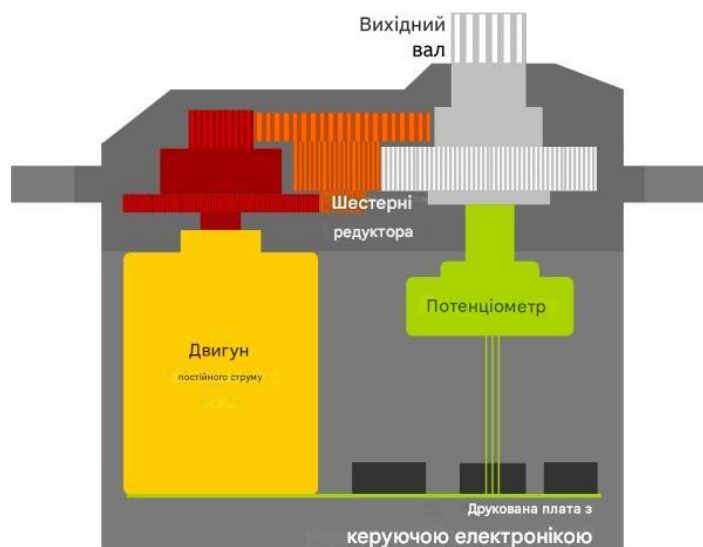 Вихідний
вал
Шестерні
редуктора
Потенціометр
Двигун
постійного струму
Друкована плата з
керуючою електронікою